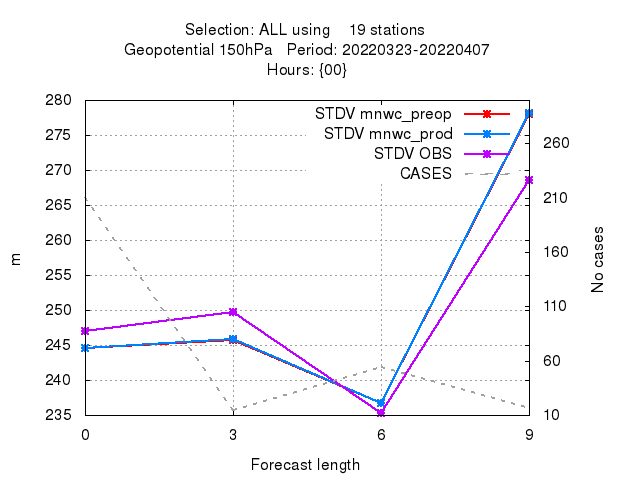 Selection: ALL using    19 stations
Geopotential 150hPa   Period: 20220323-20220407
Hours: {00}
280
275
270
265
260
255
250
245
240
235
m
STDV mnwc_preop
STDV mnwc_prod
STDV OBS
CASES
260
210
160
110
60
10
No cases
0 3 6 9
Forecast length